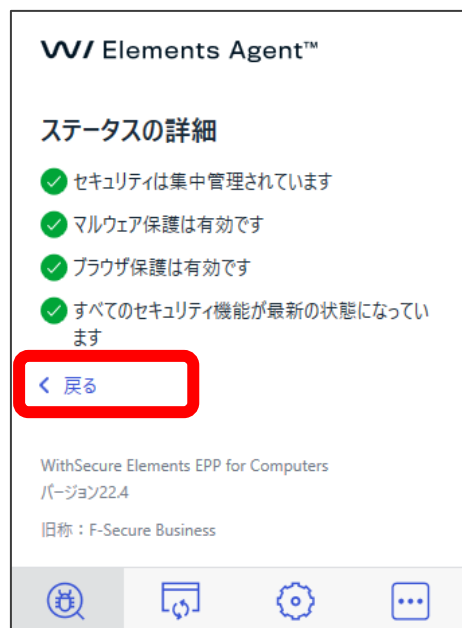 W/ Elements Agent™
ステータスの詳細
セキュリティは集中管理されています
マルウェア保護は有効です
ブラウザ保護は有効です
すべてのセキュリティ機能が最新の状態になってい
ます
< 戻る
WithSecure Elements EPP for Computers
バージョン22.4
旧称：F-Secure Business